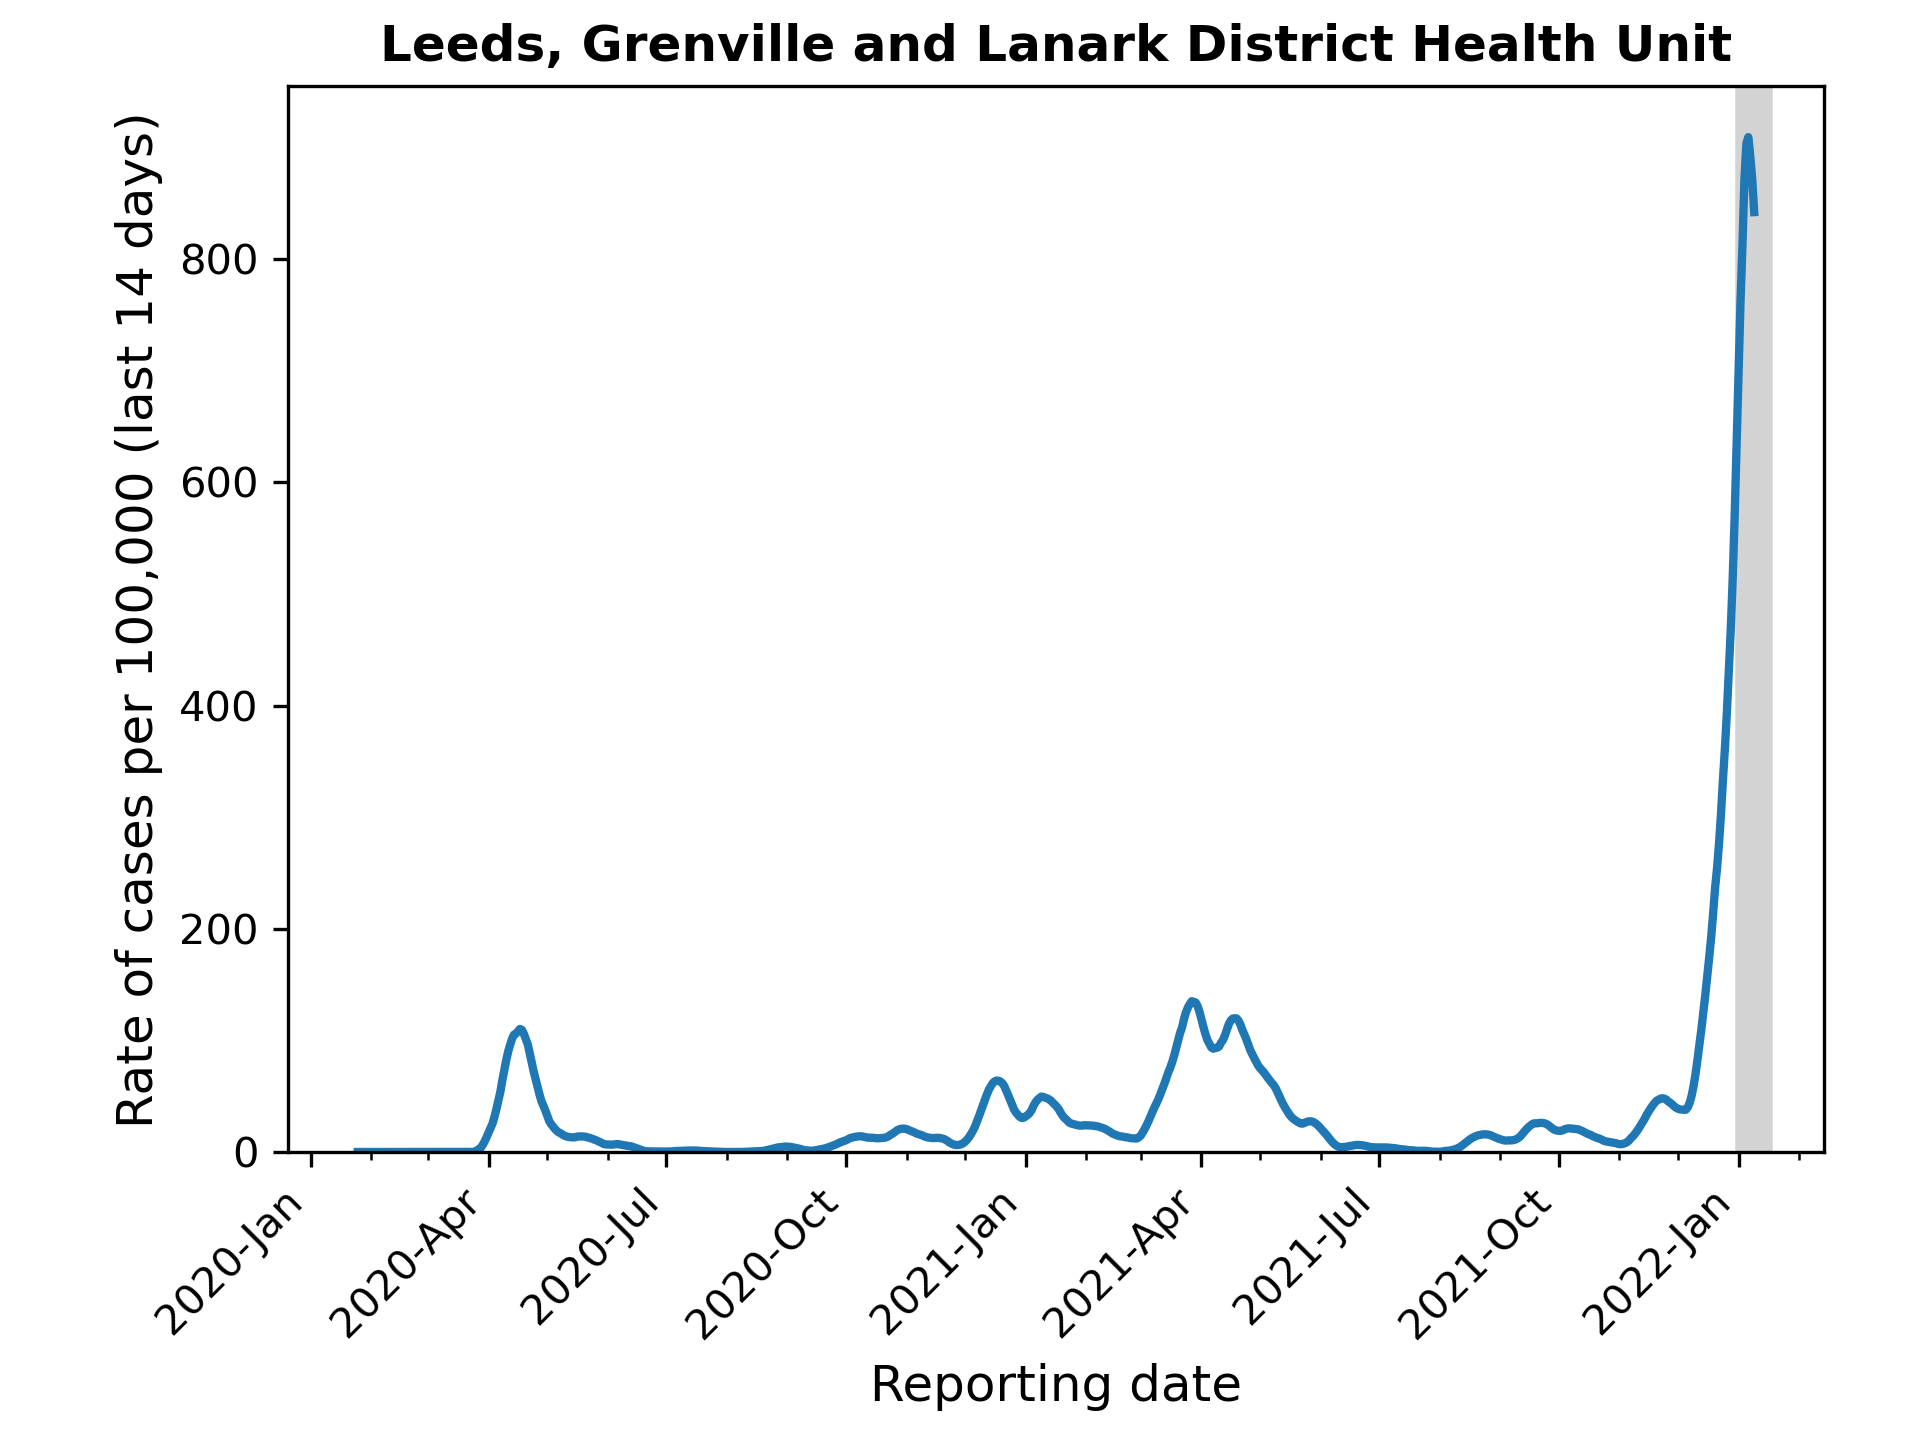 Leeds, Grenville and Lanark District Health Unit
Rate of cases per 100,000 (last 14 days)
800
600
400
200
0
2020-Jan
2020-Apr
2020-Jul
2020-Oct
2021-Jan
2021-Apr
2021-Jul
2021-Oct
2022-Jan
Reporting date